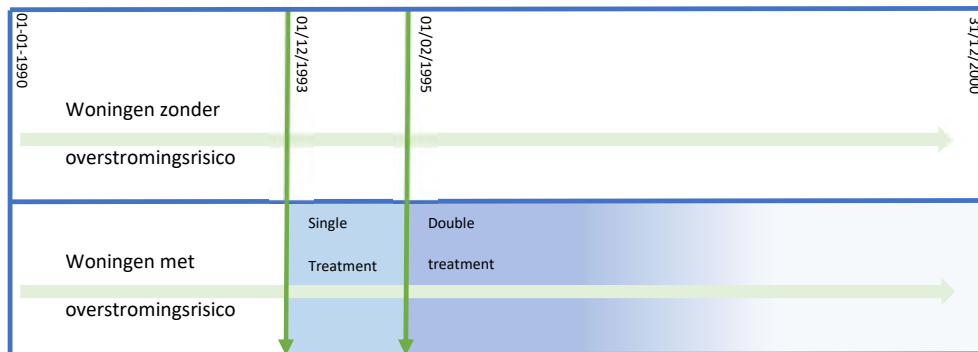 01-01-1990
01/12/1993
01/02/1995
31/12/2000
Woningen zonder
overstromingsrisico
Single
Treatment
Double
treatment
Woningen met
overstromingsrisico